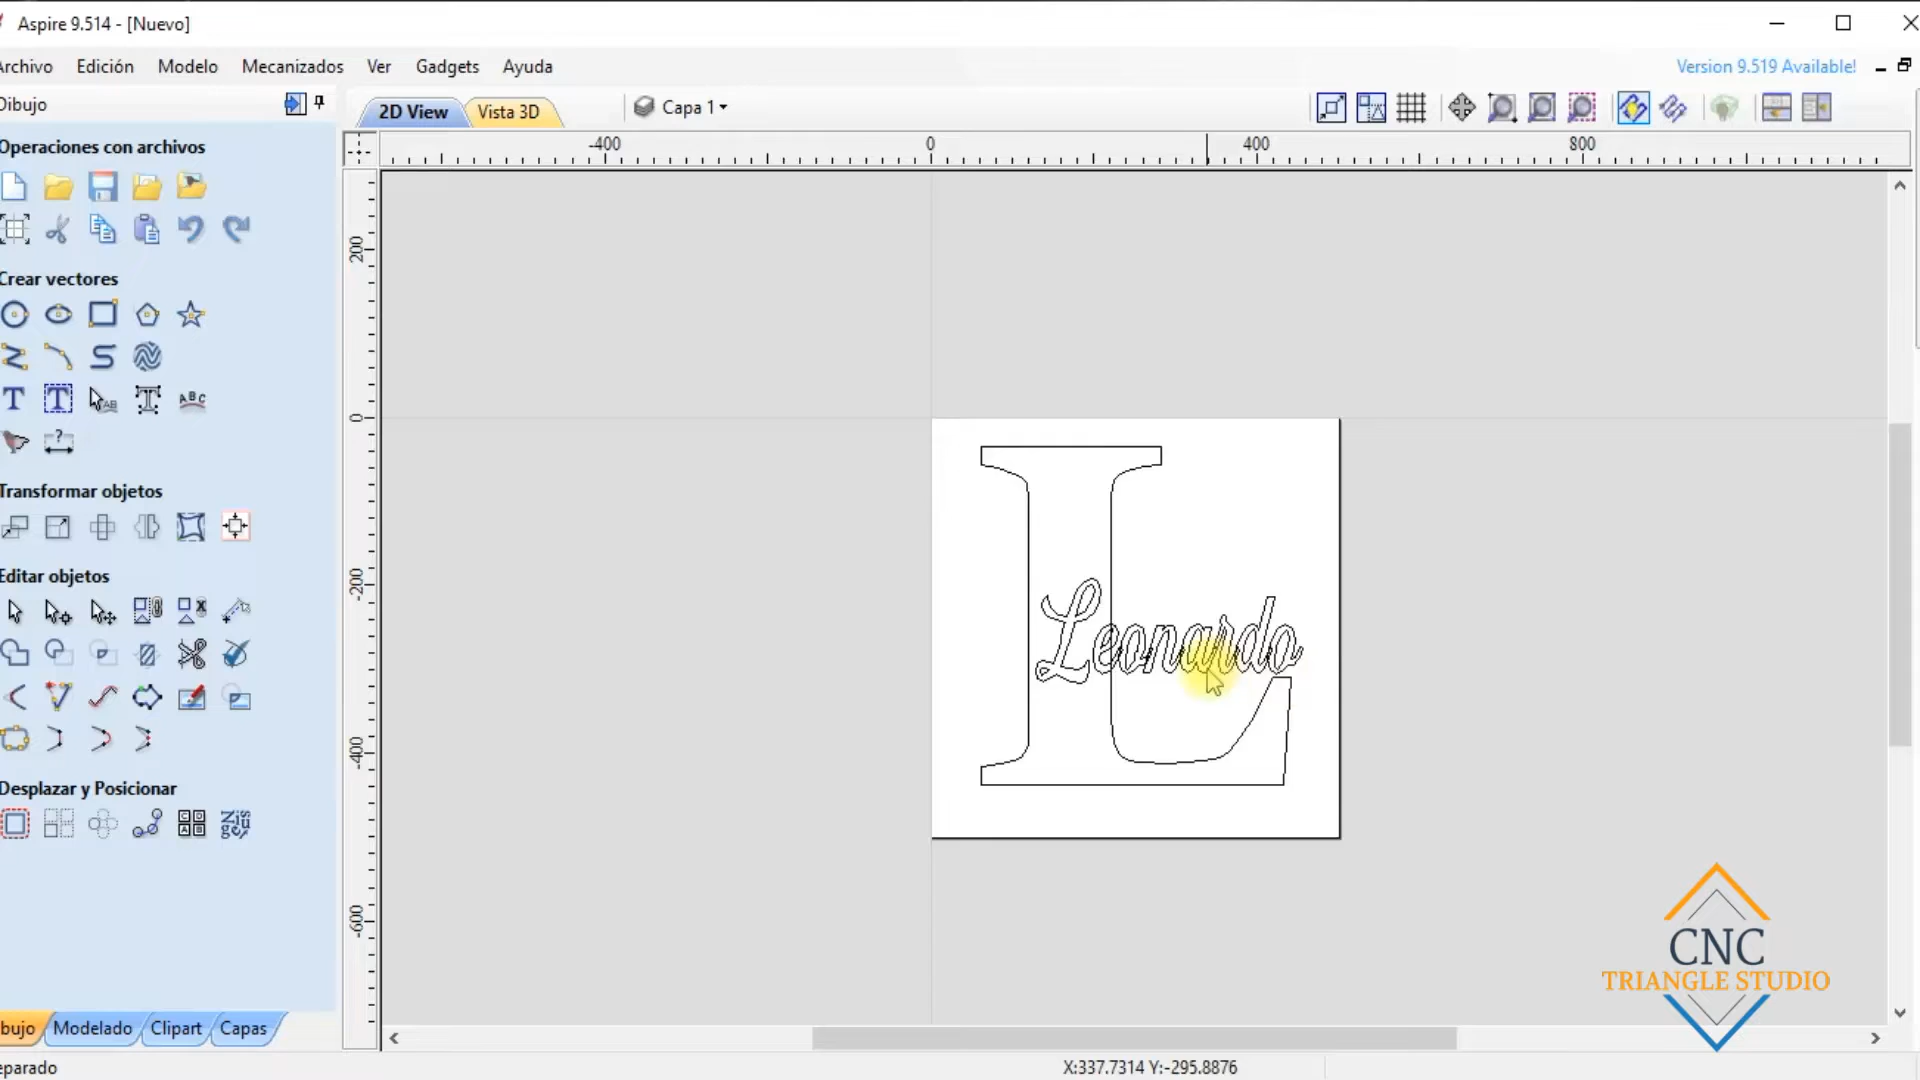 Aspire 9.514 - [Nuevo]
Archivo Edición Modelo Mecanizados Ver Gadgets Ayuda
Version 9.519 Available!
Dibujo
2D View Vista 3D Capa 1
-400 0 400 800
Operaciones con archivos
200
0
-200
-400
-600
Crear vectores
Transformar objetos
Editar objetos
Desplazar y Posicionar
L
Leonardo
CNC
TRIANGLE STUDIO
bujo Modelado Clipart Capas
eparado
X:337.7314 Y:-295.8876